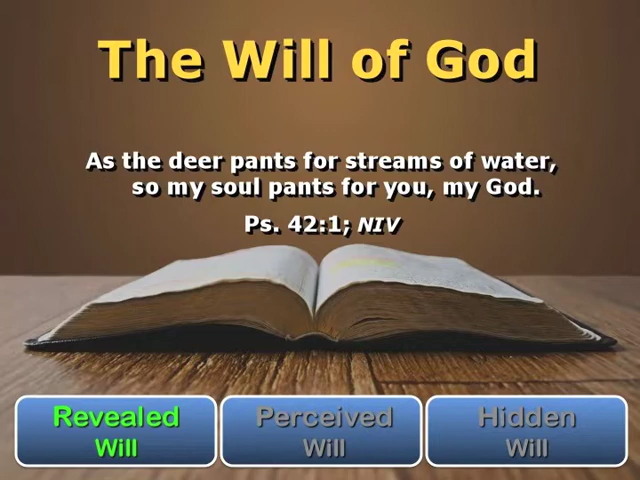 The Will of God
As the deer pants for streams of water,
so my soul pants for you, my God.
Ps. 42:1; NIV
Revealed Perceived Hidden
Will Will Will